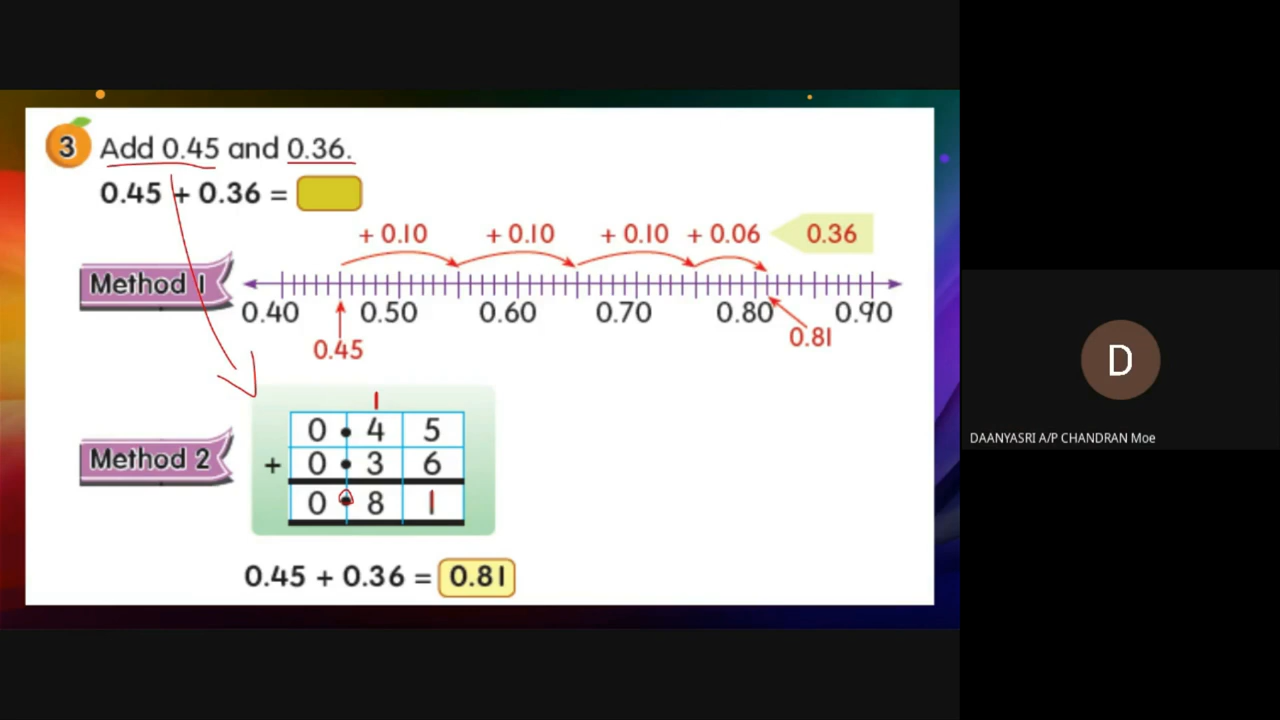 3 Add 0.45 and 0.36.
0.45 + 0.36 =
+ 0.10 + 0.10 + 0.10 + 0.06 0.36
Method 1
0.40 0.50 0.60 0.70 0.80 0.90
0.45 0.81
1
0 . 4 5
Method 2
+ 0 . 3 6
0 . 8 1
0.45 + 0.36 = 0.81
D
DAANYASRI A/P CHANDRAN Moe